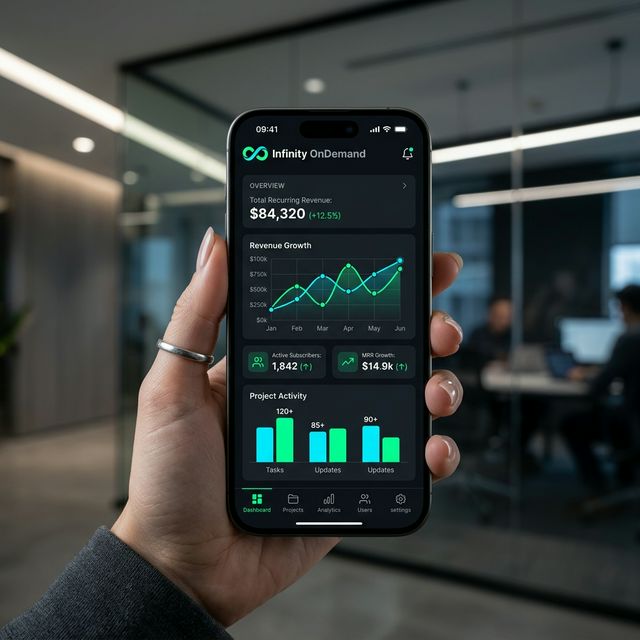 09:41
Infinity OnDemand
OVERVIEW
Total Recurring Revenue:
$84,320 (+12.5%)
Revenue Growth
$100k
$750k
$500k
$250k
$0k
Jan Feb Mar Apr May Jun
Active Subscribers:
1,842 (↑)
MRR Growth:
$14.9k (↑)
Project Activity
120+
85+
90+
Tasks Updates Updates
Dashboard Projects Analytics Users settings